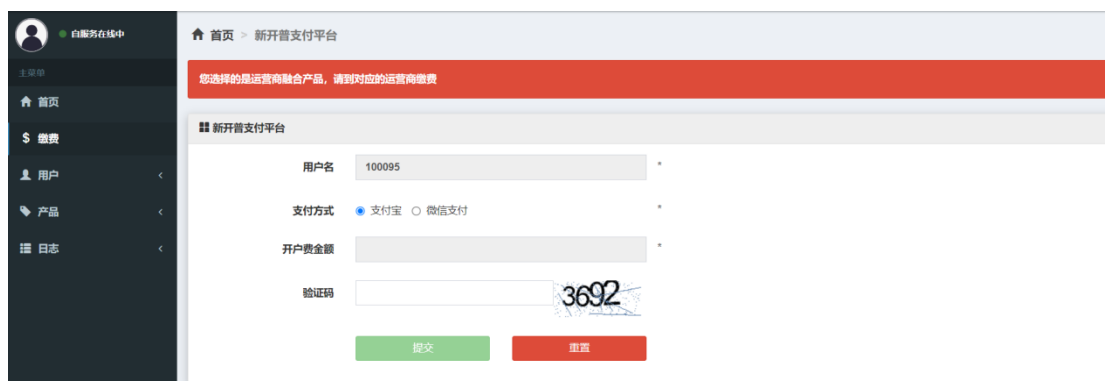 自服务在线中
主菜单
首页
$ 缴费
用户
产品
日志
首页 > 新开普支付平台
您选择的是运营商融合产品，请到对应的运营商缴费
新开普支付平台
用户名 100095 *
支付方式 支付宝 微信支付 *
开户费金额 *
验证码 3692
提交 重置